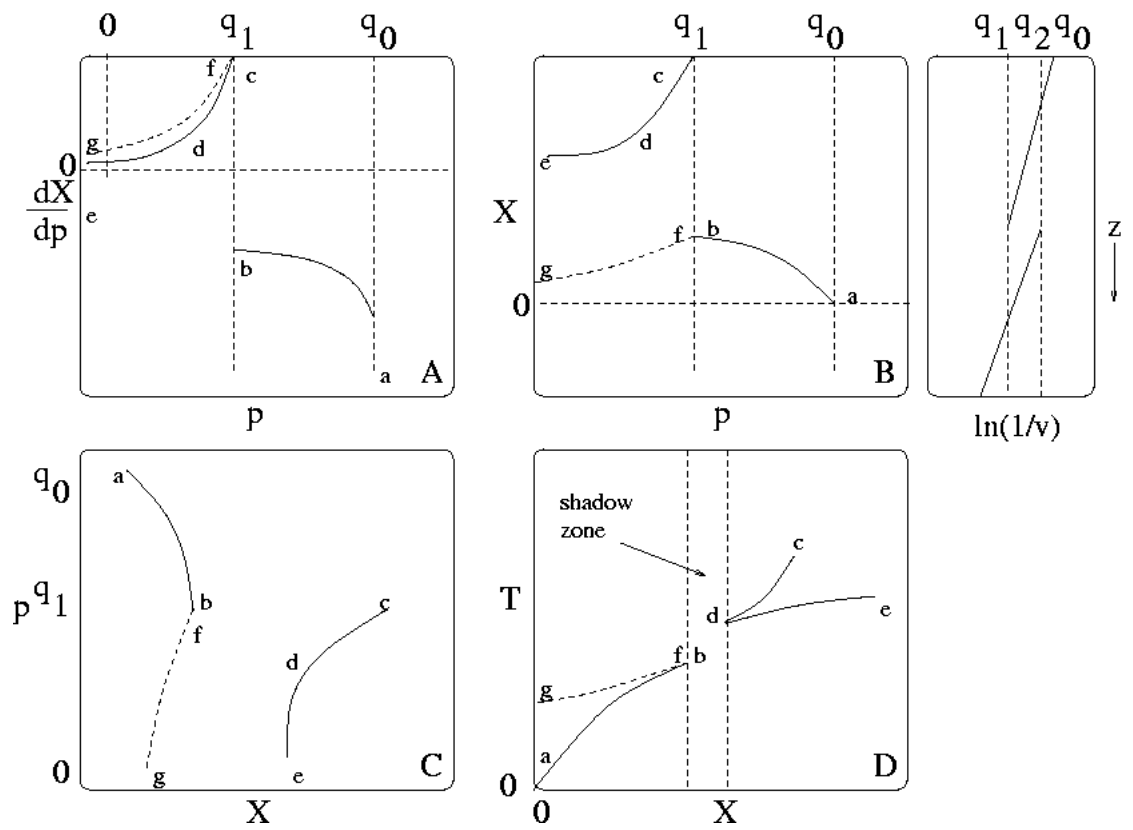 0 q1 q0
f c
g d
0
dX
dp
e
b
a
A
p
q1 q0
c
e d
X
f b
g
0 a
B
p
q1 q2 q0
z
ln(1/v)
q0 a
p q1 b c
f
d
0 g e
C
X
shadow
zone
c
T
d e
f b
g
a
0 D
0 X